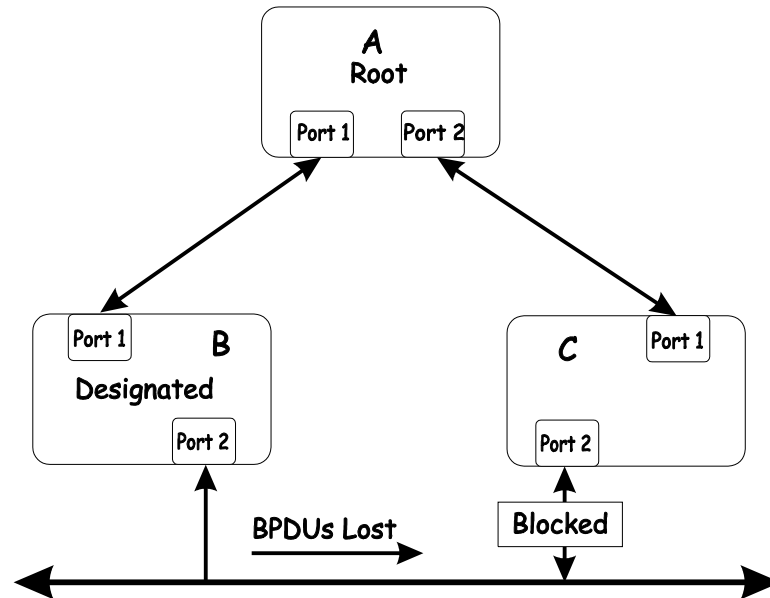 A
Root
Port 1
Port 2
Port 1
B
Designated
Port 2
C
Port 1
Port 2
BPDUs Lost
Blocked